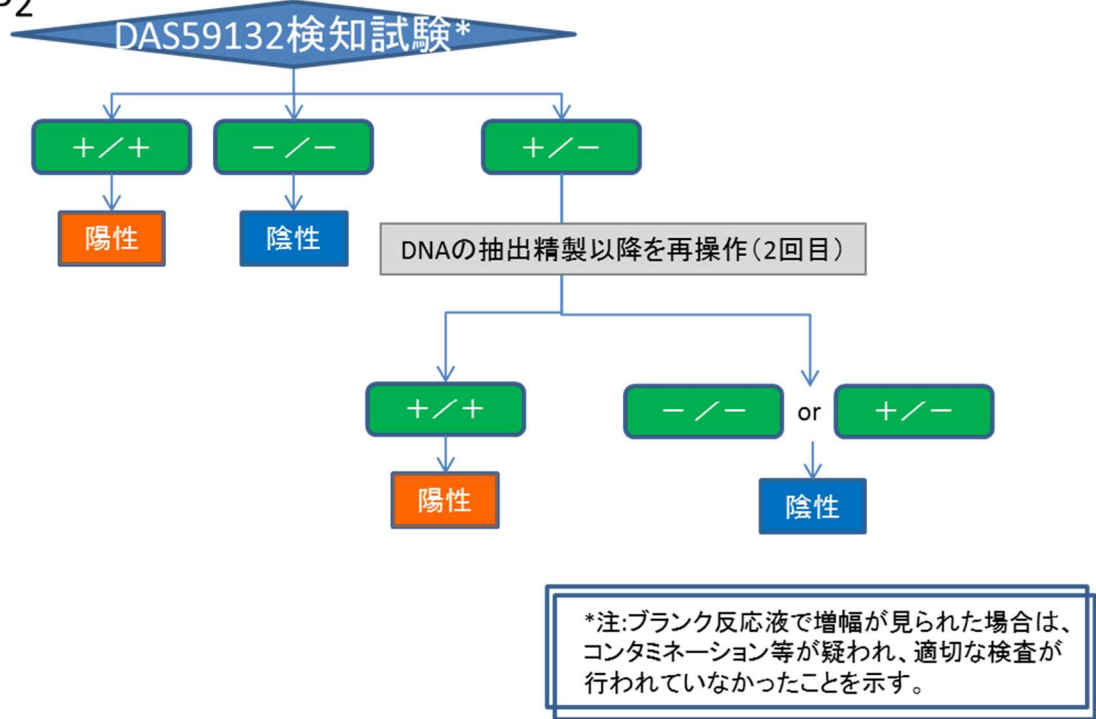 DAS59132検知試験*
＋／＋
－／－
＋／－
陽性
陰性
DNAの抽出精製以降を再操作（2回目）
＋／＋
－／－
or
＋／－
陽性
陰性
*注:ブランク反応液で増幅が見られた場合は、
コンタミネーション等が疑われ、適切な検査が
行われていなかったことを示す。